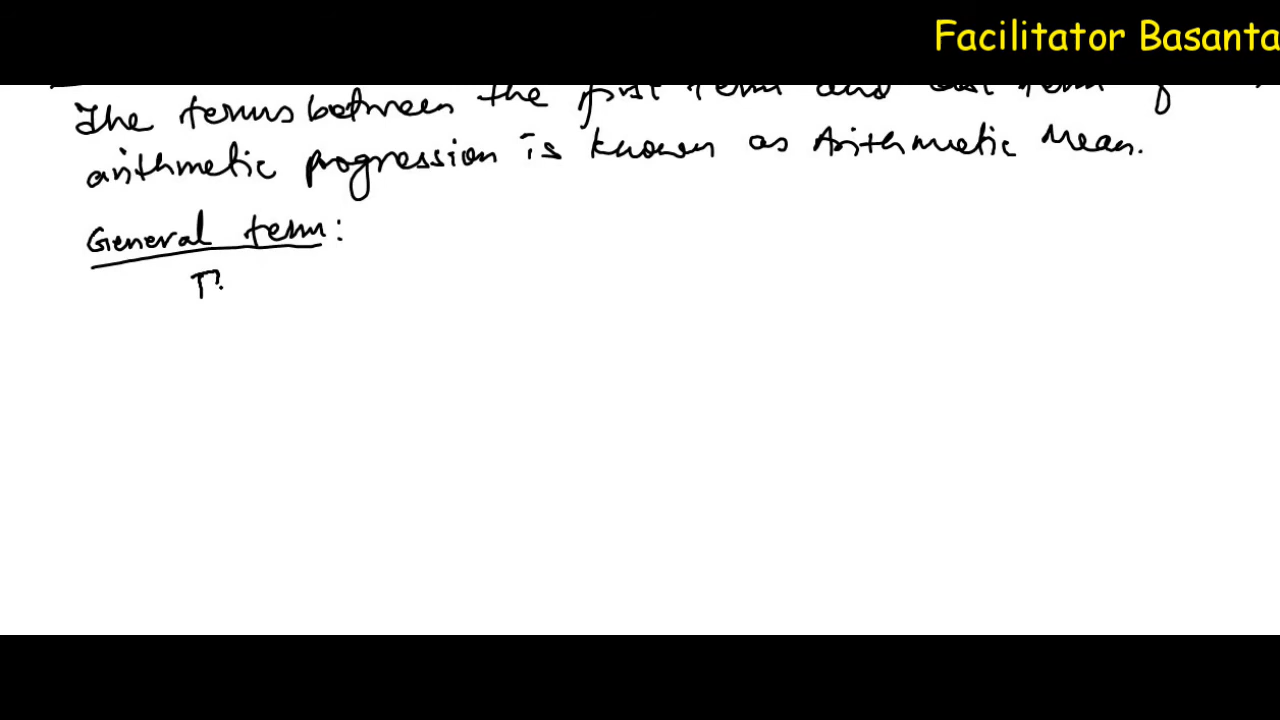 Facilitator Basanta
The terms between the first term and last term of
arithmetic progression is known as Arithmetic Mean.
General term:
T